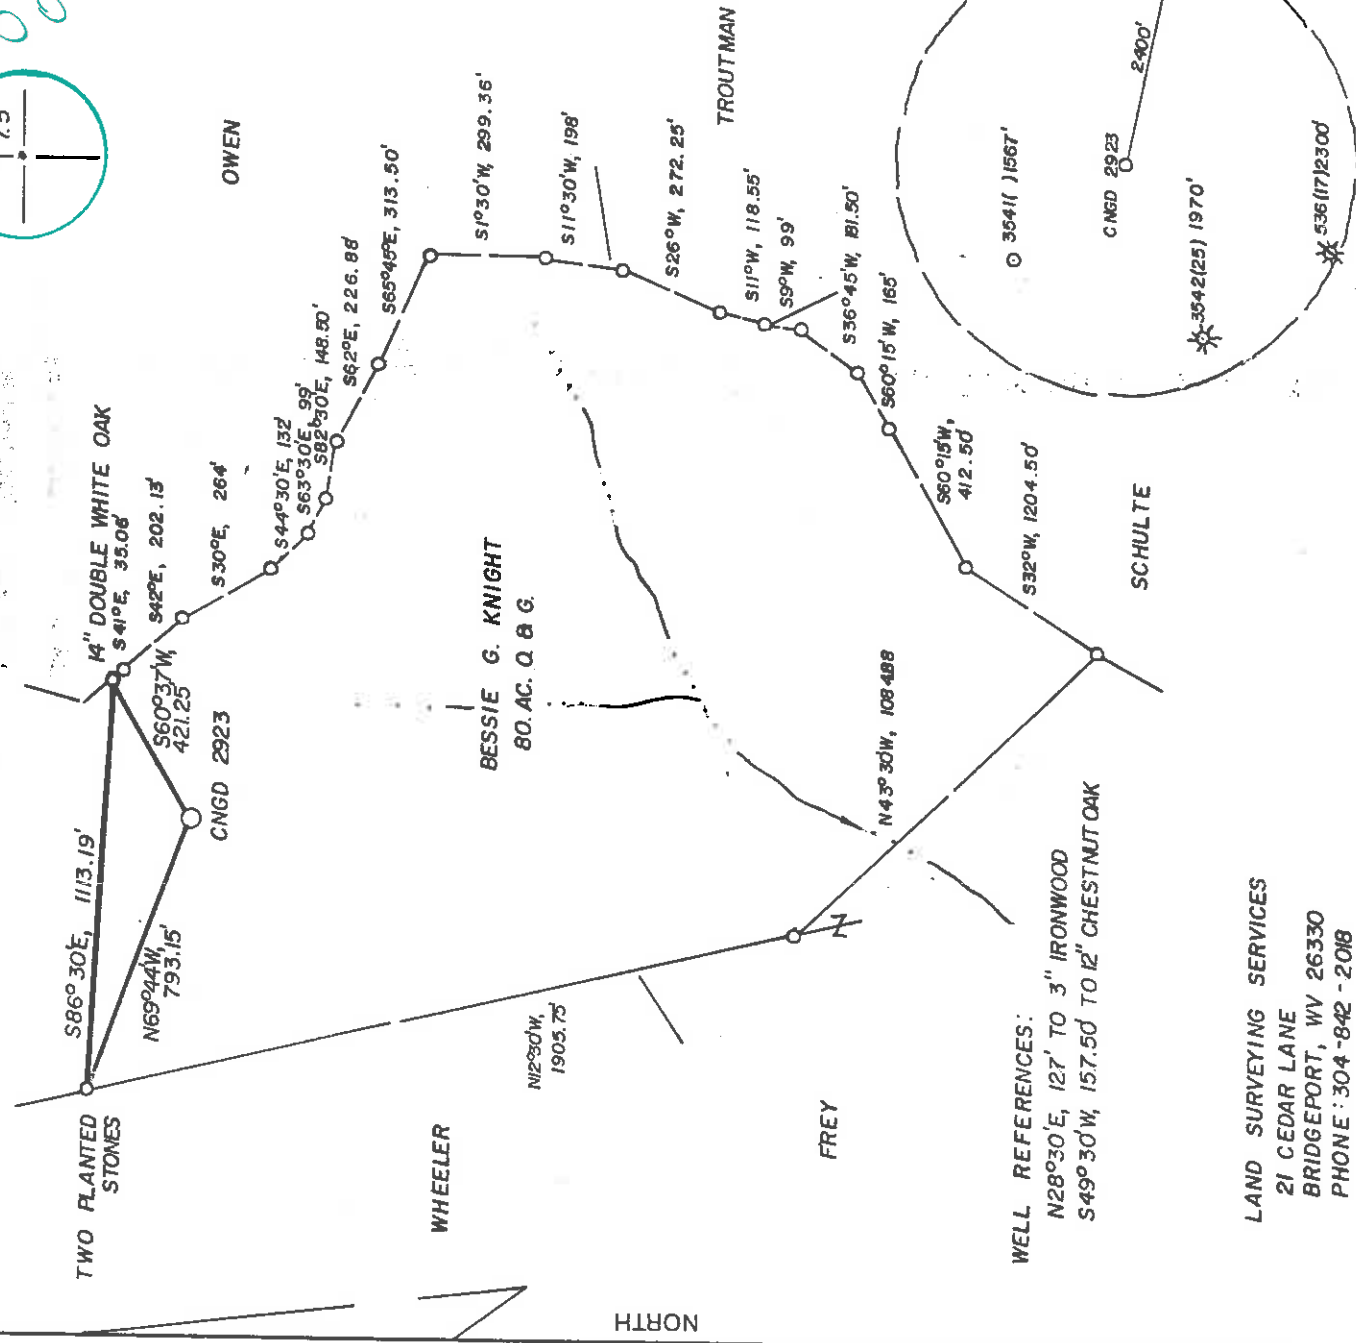 7.5
OWEN
TROUTMAN
14" DOUBLE WHITE OAK
S41°E, 35.06'
S42°E, 202.13'
S30°E, 264'
S44°30'E, 132'
S63°30'E, 99'
S82°30'E, 148.50'
S62°E, 226.88'
S65°45'E, 313.50'
S1°30'W, 299.36'
S11°30'W, 198'
S26°W, 272.25'
S11°W, 118.55'
S9°W, 99'
S36°45'W, 181.50'
S60°15'W, 165'
S60°15'W,
412.50'
S32°W, 1204.50'
SCHULTE
S86°30'E, 1113.19'
S60°37'W,
421.25
N69°44'W,
793.15'
CNGD 2923
TWO PLANTED
STONES
BESSIE G. KNIGHT
80. AC. O. & G.
N43°30'W, 1084.88
N12°30'W,
1905.75'
WHEELER
FREY
NORTH
2400'
CNGD 2923
3541( )1567'
3542(25) 1970'
536(17)2300'
WELL REFERENCES:
N28°30'E, 127' TO 3" IRONWOOD
S49°30'W, 157.50' TO 12" CHESTNUT OAK
LAND SURVEYING SERVICES
21 CEDAR LANE
BRIDGEPORT, WV 26330
PHONE: 304-842-2018